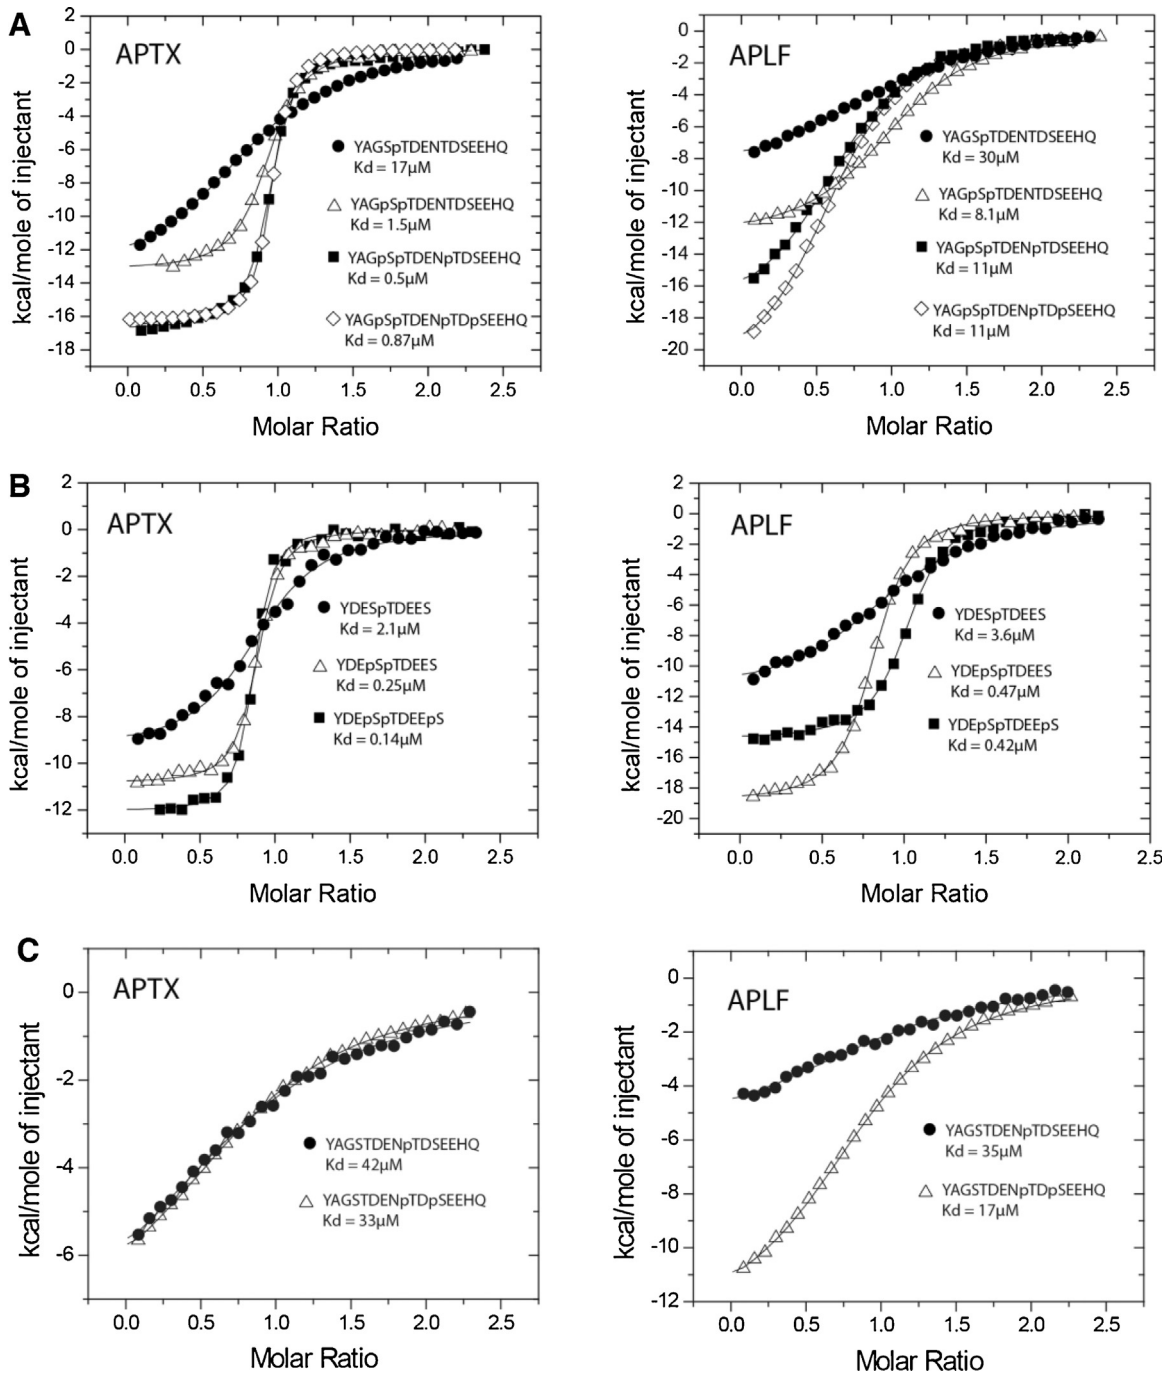 A
APTX
kcal/mole of injectant
2
0
-2
-4
-6
-8
-10
-12
-14
-16
-18
YAGSpTDENTDSEEHQ
Kd = 17μM
YAGpSpTDENTDSEEHQ
Kd = 1.5μM
YAGpSpTDENpTDSEEHQ
Kd = 0.5μM
YAGpSpTDENpTDpSEEHQ
Kd = 0.87μM
0.0 0.5 1.0 1.5 2.0 2.5
Molar Ratio
APLF
kcal/mole of injectant
0
-2
-4
-6
-8
-10
-12
-14
-16
-18
-20
YAGSpTDENTDSEEHQ
Kd = 30μM
YAGpSpTDENTDSEEHQ
Kd = 8.1μM
YAGpSpTDENpTDSEEHQ
Kd = 11μM
YAGpSpTDENpTDpSEEHQ
Kd = 11μM
0.0 0.5 1.0 1.5 2.0 2.5
Molar Ratio
B
APTX
kcal/mole of injectant
2
0
-2
-4
-6
-8
-10
-12
YDESpTDEES
Kd = 2.1μM
YDEpSpTDEES
Kd = 0.25μM
YDEpSpTDEEpS
Kd = 0.14μM
0.0 0.5 1.0 1.5 2.0 2.5
Molar Ratio
APLF
kcal/mole of injectant
2
0
-2
-4
-6
-8
-10
-12
-14
-16
-18
-20
YDESpTDEES
Kd = 3.6μM
YDEpSpTDEES
Kd = 0.47μM
YDEpSpTDEEpS
Kd = 0.42μM
0.0 0.5 1.0 1.5 2.0 2.5
Molar Ratio
C
APTX
kcal/mole of injectant
0
-2
-4
-6
YAGSTDENpTDSEEHQ
Kd = 42μM
YAGSTDENpTDpSEEHQ
Kd = 33μM
0.0 0.5 1.0 1.5 2.0 2.5
Molar Ratio
APLF
kcal/mole of injectant
0
-2
-4
-6
-8
-10
-12
YAGSTDENpTDSEEHQ
Kd = 35μM
YAGSTDENpTDpSEEHQ
Kd = 17μM
0.0 0.5 1.0 1.5 2.0 2.5
Molar Ratio